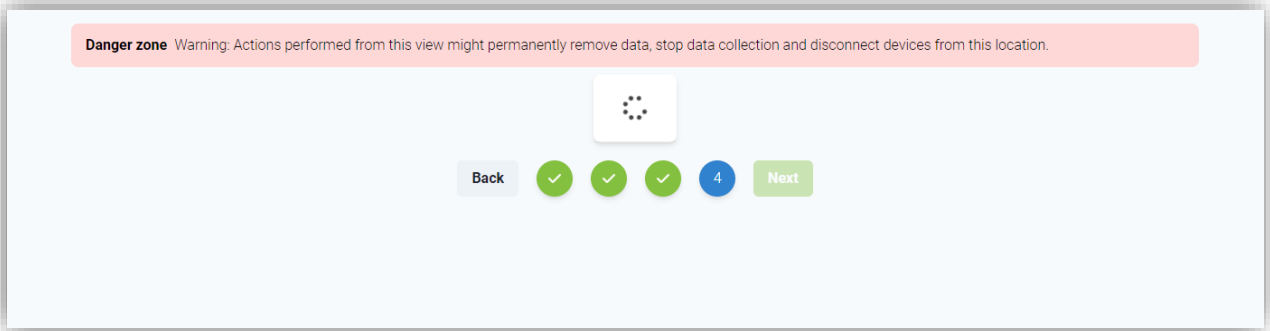 Danger zone Warning: Actions performed from this view might permanently remove data, stop data collection and disconnect devices from this location.
Back 4 Next